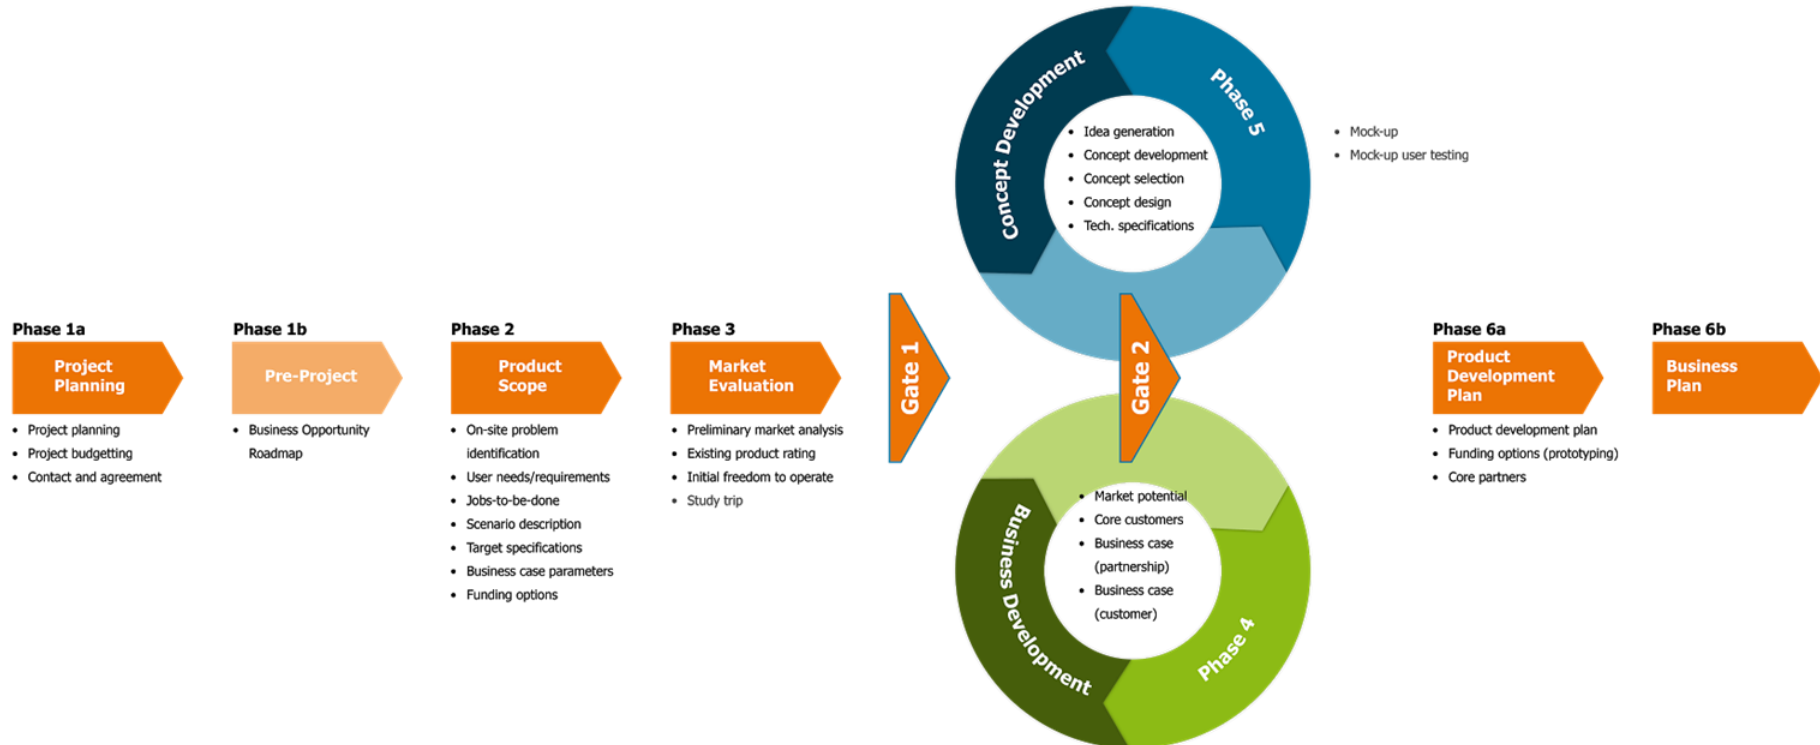 Phase 1a
Project
Planning
• Project planning
• Project budgetting
• Contact and agreement
Phase 1b
Pre-Project
• Business Opportunity
Roadmap
Phase 2
Product
Scope
• On-site problem
identification
• User needs/requirements
• Jobs-to-be-done
• Scenario description
• Target specifications
• Business case parameters
• Funding options
Phase 3
Market
Evaluation
• Preliminary market analysis
• Existing product rating
• Initial freedom to operate
• Study trip
Gate 1
Concept Development
Phase 5
• Idea generation
• Concept development
• Concept selection
• Concept design
• Tech. specifications
• Mock-up
• Mock-up user testing
Gate 2
Business Development
Phase 4
• Market potential
• Core customers
• Business case
(partnership)
• Business case
(customer)
Phase 6a
Product
Development
Plan
• Product development plan
• Funding options (prototyping)
• Core partners
Phase 6b
Business
Plan